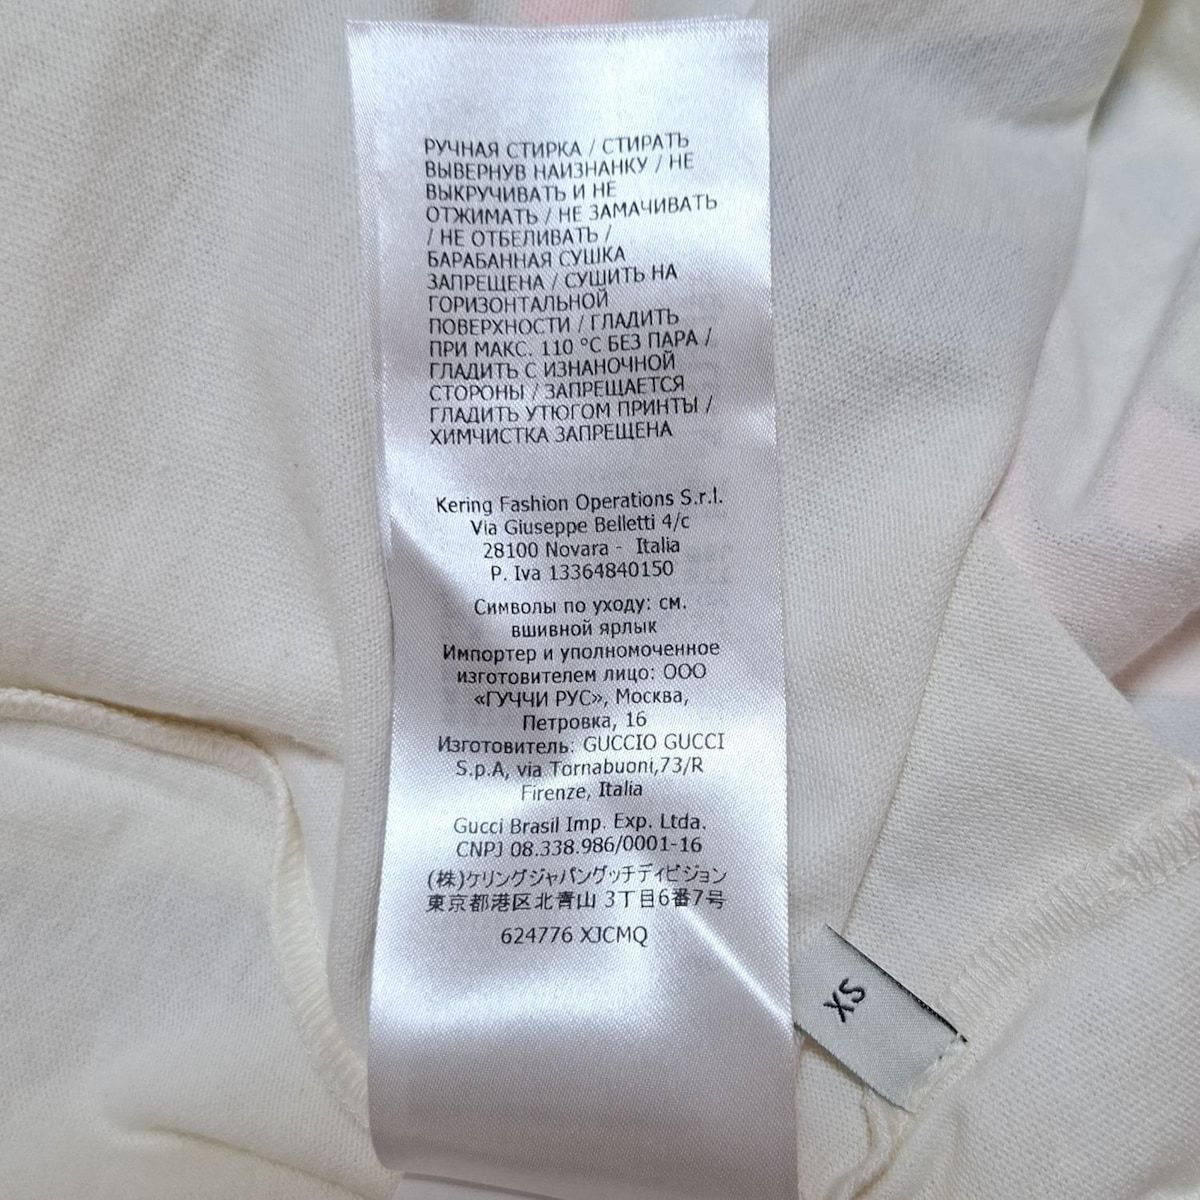 РУЧНАЯ СТИРКА / СТИРАТЬ
ВЫВЕРНУВ НАИЗНАНКУ / НЕ
ВЫКРУЧИВАТЬ И НЕ
ОТЖИМАТЬ / НЕ ЗАМАЧИВАТЬ
/ НЕ ОТБЕЛИВАТЬ /
БАРАБАННАЯ СУШКА
ЗАПРЕЩЕНА / СУШИТЬ НА
ГОРИЗОНТАЛЬНОЙ
ПОВЕРХНОСТИ / ГЛАДИТЬ
ПРИ МАКС. 110 °C БЕЗ ПАРА /
ГЛАДИТЬ С ИЗНАНОЧНОЙ
СТОРОНЫ / ЗАПРЕЩАЕТСЯ
ГЛАДИТЬ УТЮГОМ ПРИНТЫ /
ХИМЧИСТКА ЗАПРЕЩЕНА
Kering Fashion Operations S.r.l.
Via Giuseppe Belletti 4/c
28100 Novara - Italia
P. Iva 13364840150
Символы по уходу: см.
вшивной ярлык
Импортер и уполномоченное
изготовителем лицо: ООО
«ГУЧЧИ РУС», Москва,
Петровка, 16
Изготовитель: GUCCIO GUCCI
S.p.A, via Tornabuoni,73/R
Firenze, Italia
Gucci Brasil Imp. Exp. Ltda.
CNPJ 08.338.986/0001-16
(株)ケリングジャパングッチディビジョン
東京都港区北青山 3丁目6番7号
624776 XJCMQ
XS